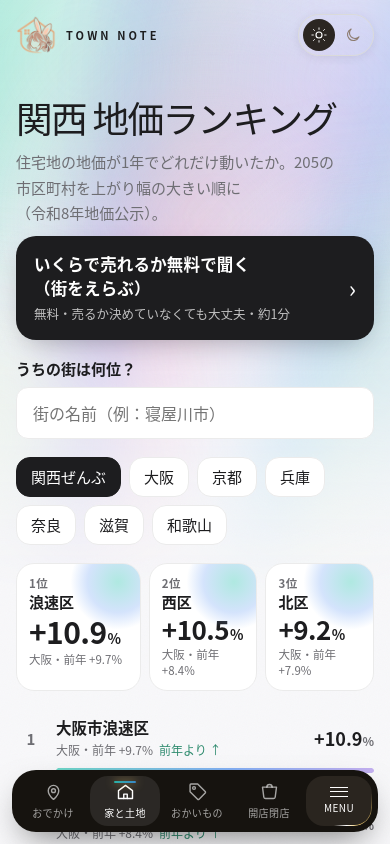 TOWN NOTE
関西 地価ランキング
住宅地の地価が1年でどれだけ動いたか。205の
市区町村を上がり幅の大きい順に
（令和8年地価公示）。
いくらで売れるか無料で聞く
（街をえらぶ）
無料・売るか決めていなくても大丈夫・約1分
›
うちの街は何位？
街の名前（例：寝屋川市）
関西ぜんぶ 大阪 京都 兵庫
奈良 滋賀 和歌山
1位
浪速区
+10.9%
大阪・前年 +9.7%
2位
西区
+10.5%
大阪・前年
+8.4%
3位
北区
+9.2%
大阪・前年
+7.9%
1 大阪市浪速区 +10.9%
大阪・前年 +9.7% 前年より ↑
大阪・前年 +8.4% 前年より ↑ %
おでかけ 家と土地 おかいもの 開店閉店 MENU